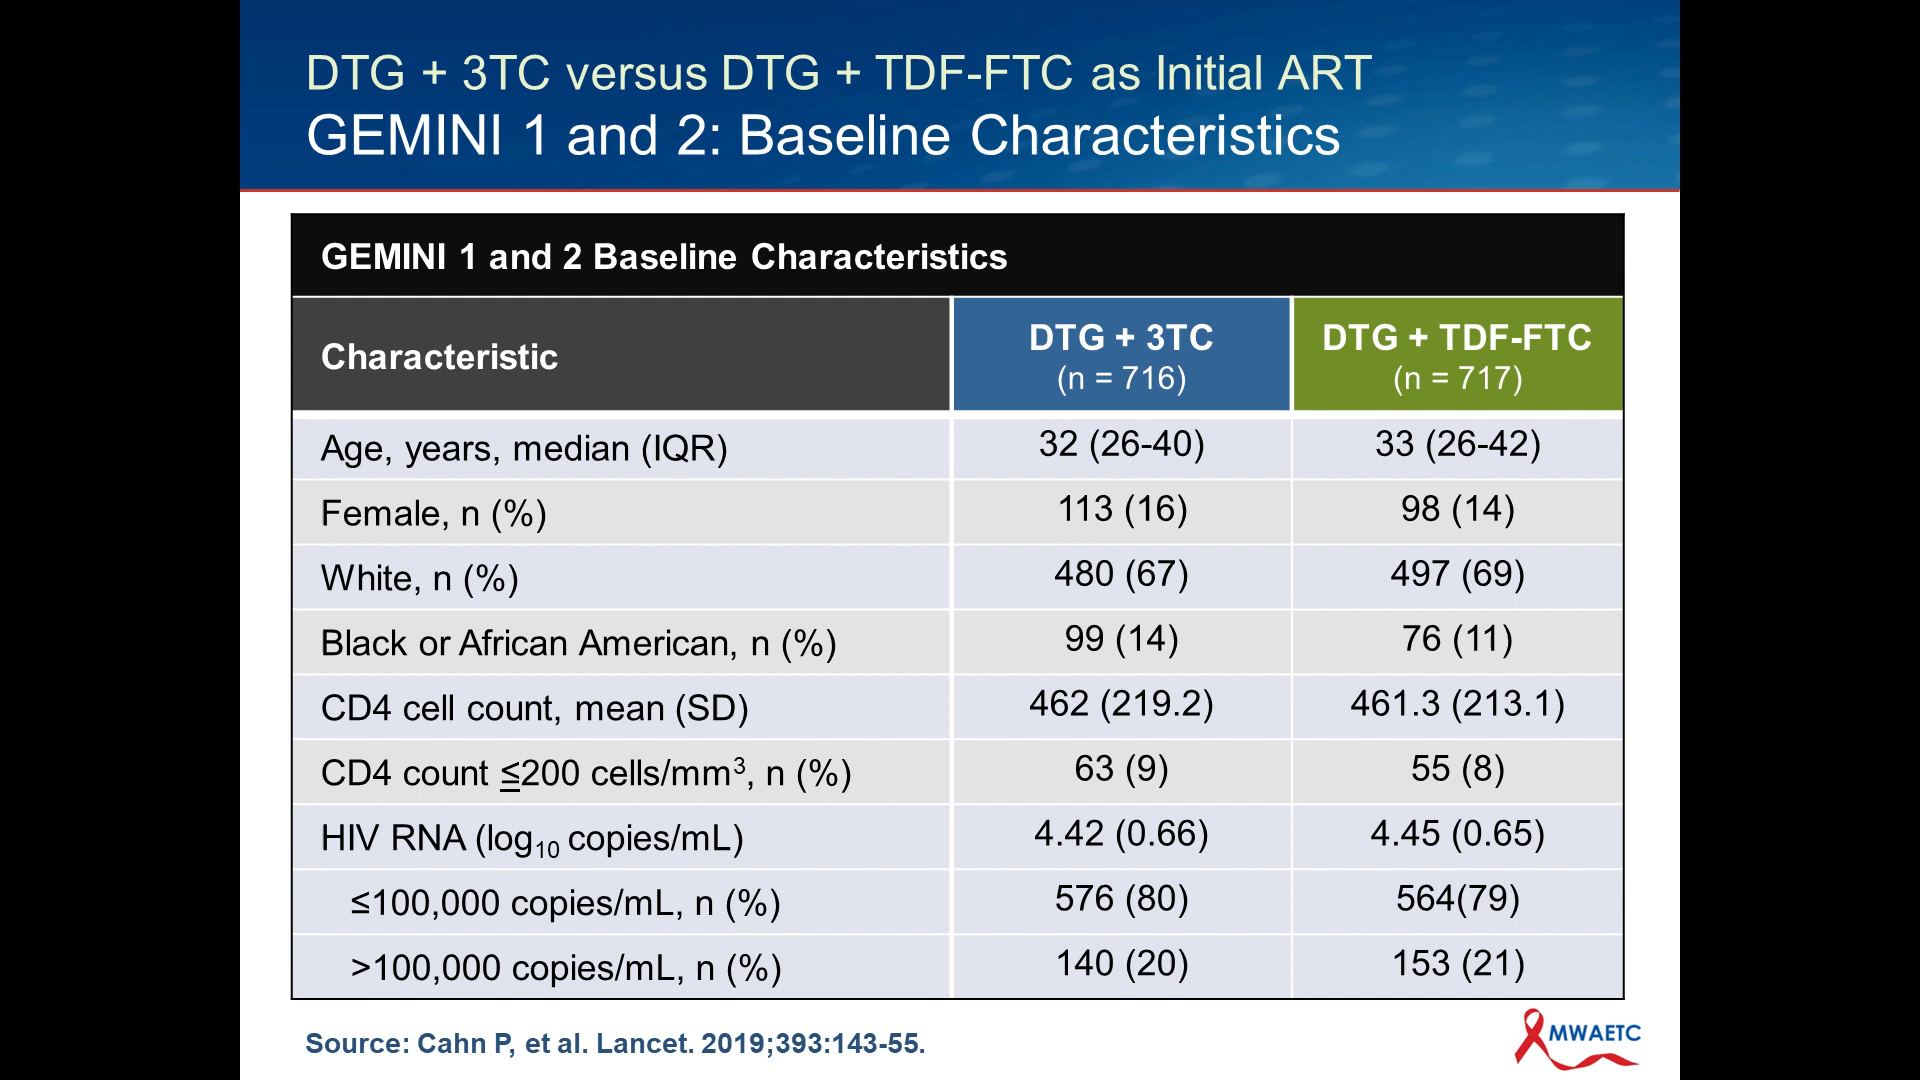 DTG + 3TC versus DTG + TDF-FTC as Initial ART
GEMINI 1 and 2: Baseline Characteristics
GEMINI 1 and 2 Baseline Characteristics
Characteristic
DTG + 3TC
(n = 716)
DTG + TDF-FTC
(n = 717)
Age, years, median (IQR) 32 (26-40) 33 (26-42)
Female, n (%) 113 (16) 98 (14)
White, n (%) 480 (67) 497 (69)
Black or African American, n (%) 99 (14) 76 (11)
CD4 cell count, mean (SD) 462 (219.2) 461.3 (213.1)
CD4 count ≤200 cells/mm³, n (%) 63 (9) 55 (8)
HIV RNA (log₁₀ copies/mL) 4.42 (0.66) 4.45 (0.65)
≤100,000 copies/mL, n (%) 576 (80) 564(79)
>100,000 copies/mL, n (%) 140 (20) 153 (21)
Source: Cahn P, et al. Lancet. 2019;393:143-55.
MWAETC